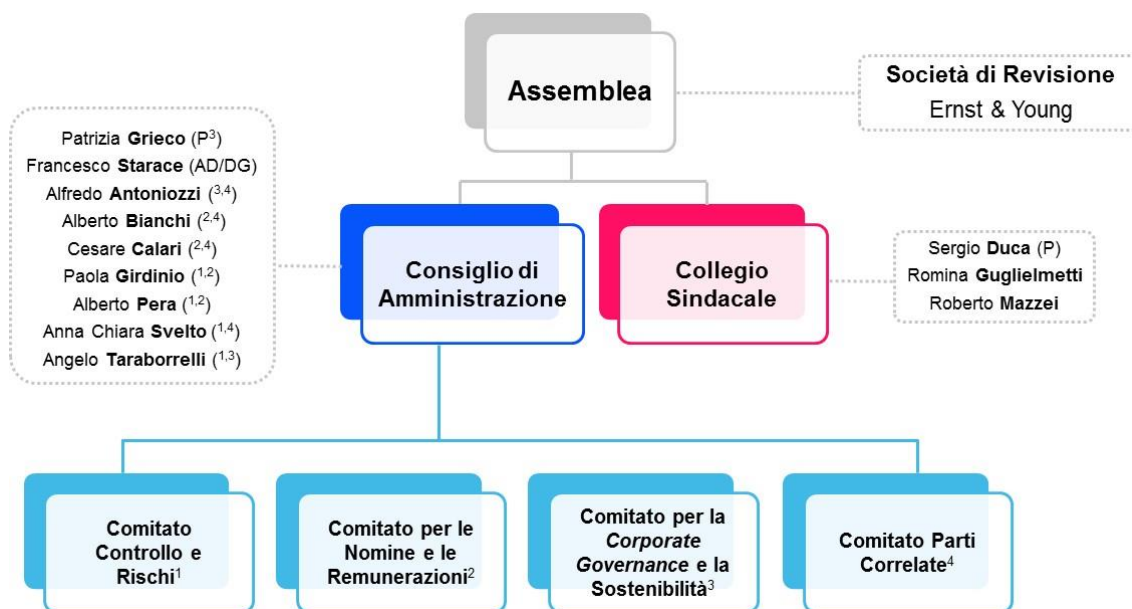 Assemblea
Società di Revisione
Ernst & Young
Patrizia Grieco (P³)
Francesco Starace (AD/DG)
Alfredo Antoniozzi (³,⁴)
Alberto Bianchi (²,⁴)
Cesare Calari (²,⁴)
Paola Girdinio (¹,²)
Alberto Pera (¹,²)
Anna Chiara Svelto (¹,⁴)
Angelo Taraborrelli (¹,³)
Consiglio di
Amministrazione
Collegio
Sindacale
Sergio Duca (P)
Romina Guglielmetti
Roberto Mazzei
Comitato
Controllo e
Rischi¹
Comitato per le
Nomine e le
Remunerazioni²
Comitato per la
Corporate
Governance e la
Sostenibilità³
Comitato Parti
Correlate⁴